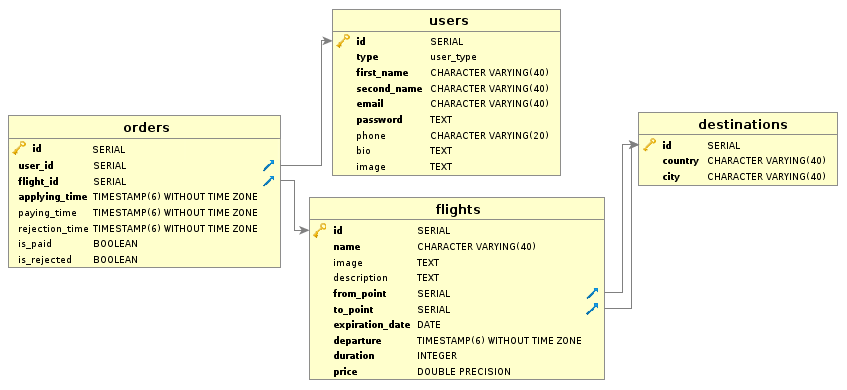 users
id SERIAL
type user_type
first_name CHARACTER VARYING(40)
second_name CHARACTER VARYING(40)
email CHARACTER VARYING(40)
password TEXT
phone CHARACTER VARYING(20)
bio TEXT
image TEXT
orders
id SERIAL
user_id SERIAL
flight_id SERIAL
applying_time TIMESTAMP(6) WITHOUT TIME ZONE
paying_time TIMESTAMP(6) WITHOUT TIME ZONE
rejection_time TIMESTAMP(6) WITHOUT TIME ZONE
is_paid BOOLEAN
is_rejected BOOLEAN
destinations
id SERIAL
country CHARACTER VARYING(40)
city CHARACTER VARYING(40)
flights
id SERIAL
name CHARACTER VARYING(40)
image TEXT
description TEXT
from_point SERIAL
to_point SERIAL
expiration_date DATE
departure TIMESTAMP(6) WITHOUT TIME ZONE
duration INTEGER
price DOUBLE PRECISION